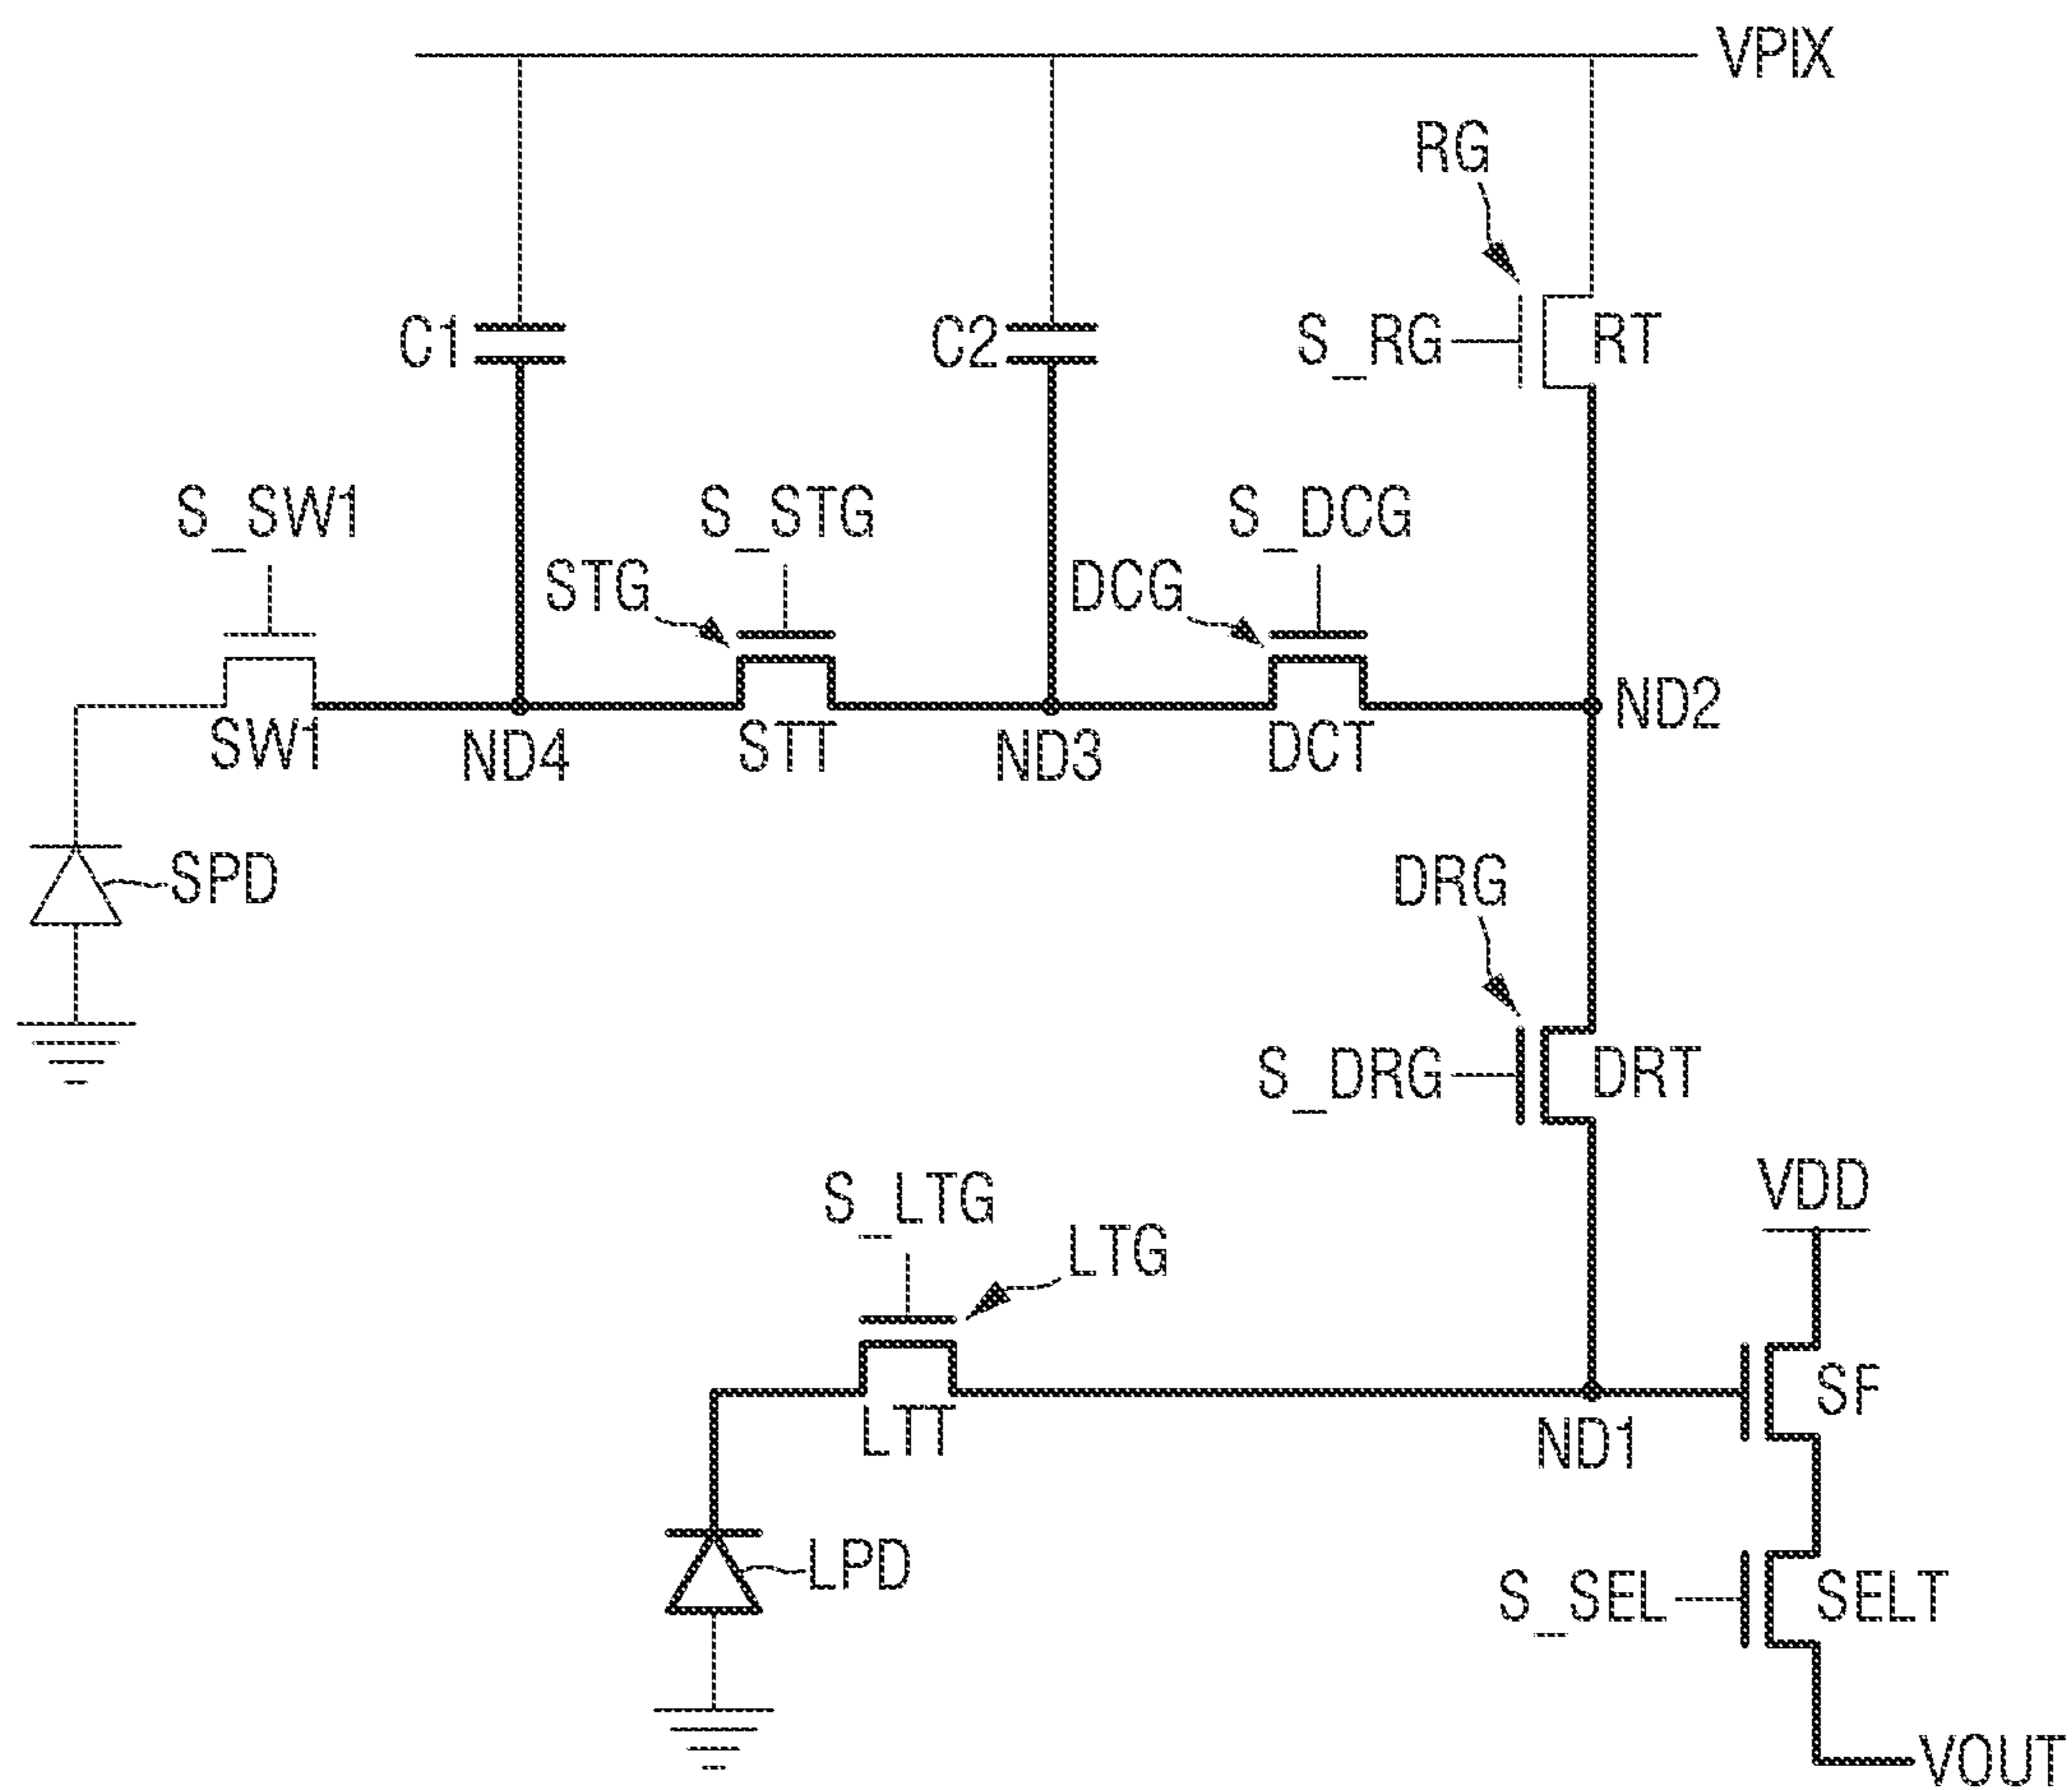 VPIX
RG
C1
C2
S_RG
RT
S_SW1
S_STG
S_DCG
STG
DCG
SW1
ND4
STT
ND3
DCT
ND2
SPD
DRG
S_DRG
DRT
VDD
S_LTG
LTG
SF
LTT
ND1
LPD
S_SEL
SELT
VOUT